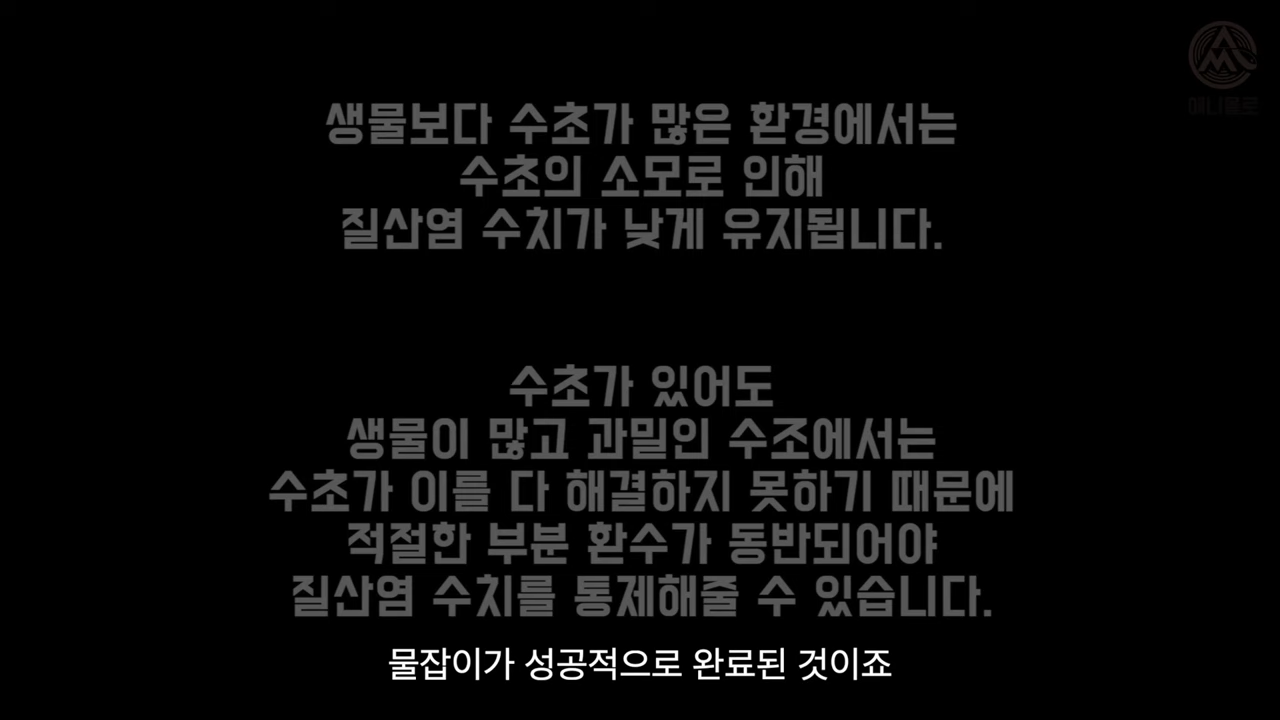 애니올로
생물보다 수초가 많은 환경에서는
수초의 소모로 인해
질산염 수치가 낮게 유지됩니다.
수초가 있어도
생물이 많고 과밀인 수조에서는
수초가 이를 다 해결하지 못하기 때문에
적절한 부분 환수가 동반되어야
질산염 수치를 통제해줄 수 있습니다.
물잡이가 성공적으로 완료된 것이죠